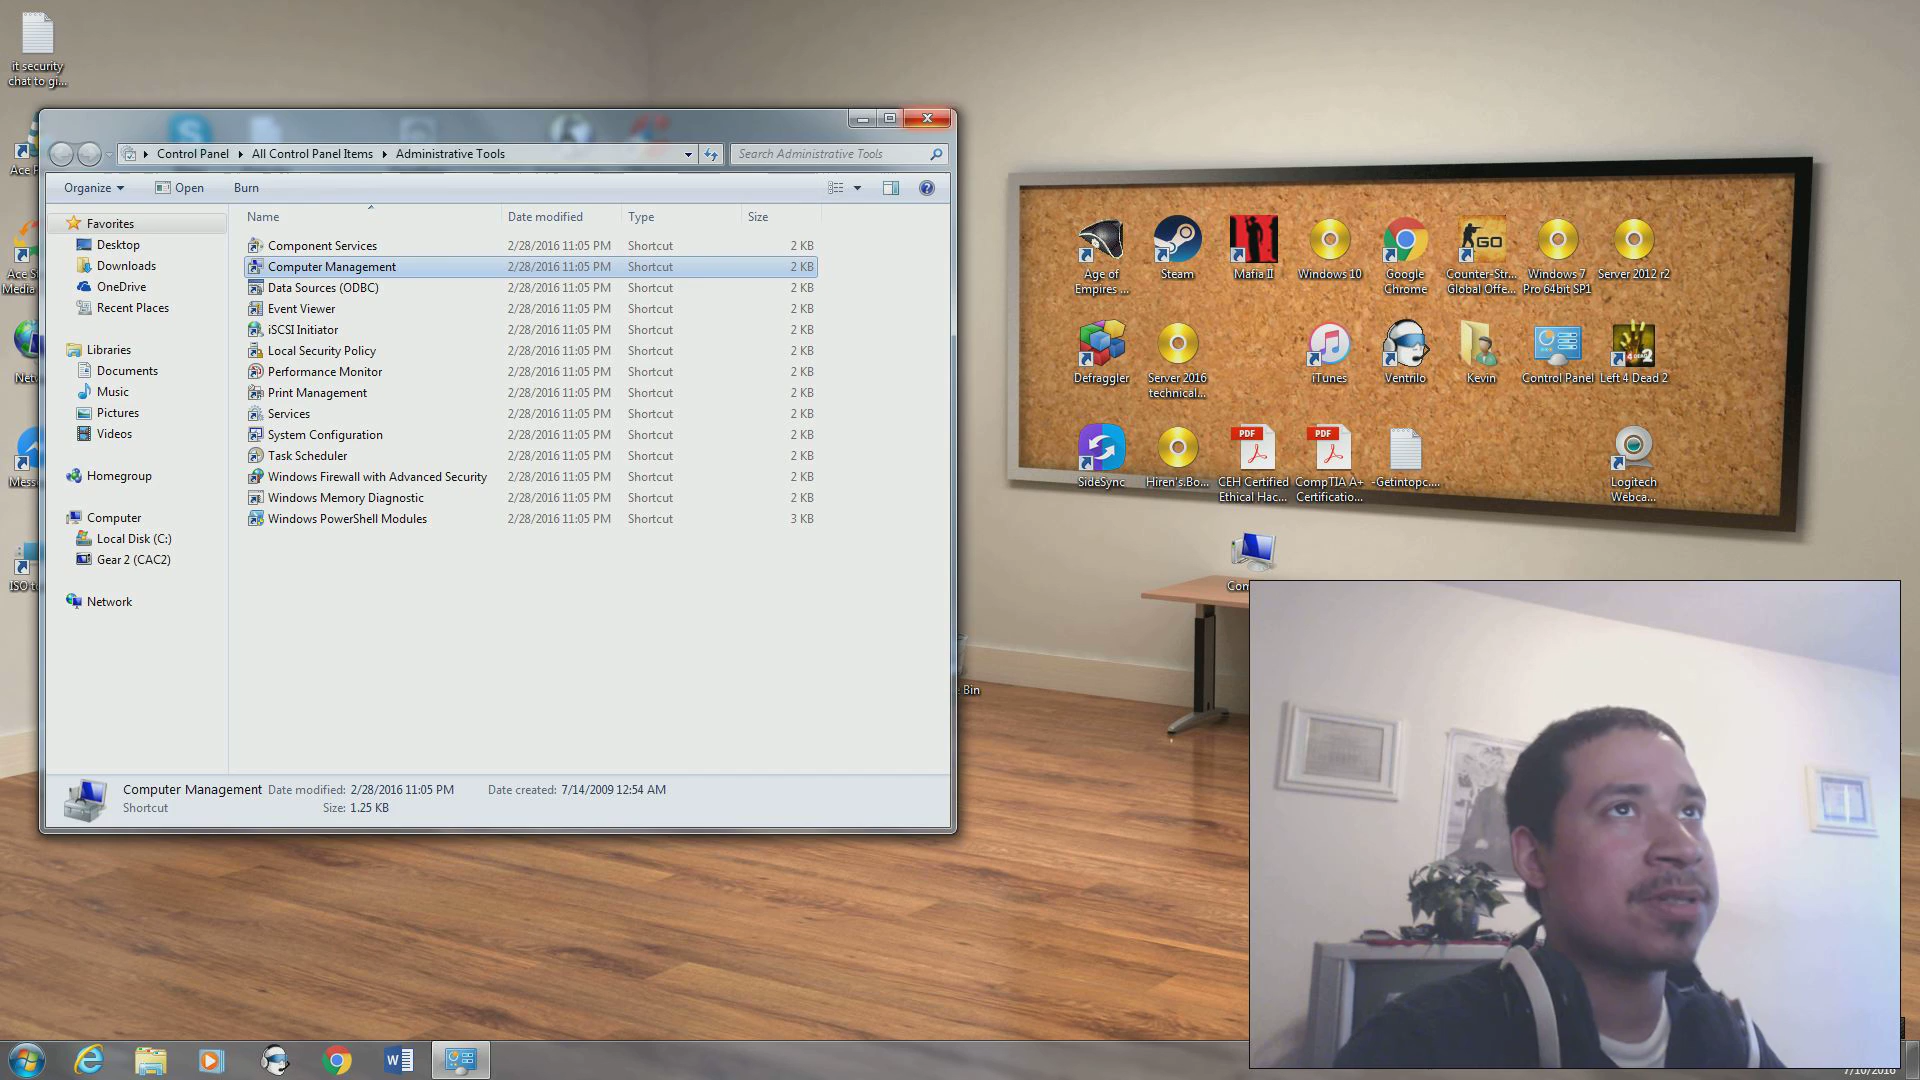 it security
chat to gi...
Ace
Ace S
Media
Net
Mess
ISO t
Control Panel
All Control Panel Items
Administrative Tools
Search Administrative Tools
Organize
Open
Burn
Name
Date modified
Type
Size
Favorites
Desktop
Downloads
OneDrive
Recent Places
Libraries
Documents
Music
Pictures
Videos
Homegroup
Computer
Local Disk (C:)
Gear 2 (CAC2)
Network
Component Services 2/28/2016 11:05 PM Shortcut 2 KB
Computer Management 2/28/2016 11:05 PM Shortcut 2 KB
Data Sources (ODBC) 2/28/2016 11:05 PM Shortcut 2 KB
Event Viewer 2/28/2016 11:05 PM Shortcut 2 KB
iSCSI Initiator 2/28/2016 11:05 PM Shortcut 2 KB
Local Security Policy 2/28/2016 11:05 PM Shortcut 2 KB
Performance Monitor 2/28/2016 11:05 PM Shortcut 2 KB
Print Management 2/28/2016 11:05 PM Shortcut 2 KB
Services 2/28/2016 11:05 PM Shortcut 2 KB
System Configuration 2/28/2016 11:05 PM Shortcut 2 KB
Task Scheduler 2/28/2016 11:05 PM Shortcut 2 KB
Windows Firewall with Advanced Security 2/28/2016 11:05 PM Shortcut 2 KB
Windows Memory Diagnostic 2/28/2016 11:05 PM Shortcut 2 KB
Windows PowerShell Modules 2/28/2016 11:05 PM Shortcut 3 KB
Computer Management Date modified: 2/28/2016 11:05 PM Date created: 7/14/2009 12:54 AM
Shortcut Size: 1.25 KB
Age of
Empires ...
Steam
Mafia II
Windows 10
Google
Chrome
GO
Counter-Str...
Global Offe...
Windows 7
Pro 64bit SP1
Server 2012 r2
Defraggler
Server 2016
technical...
iTunes
Ventrilo
Kevin
Control Panel
Left 4 Dead 2
SideSync
Hiren's.Bo...
PDF
CEH Certified
Ethical Hac...
PDF
CompTIA A+
Certificatio...
-Getintopc....
Logitech
Webca...
Con
Bin
7/10/2016